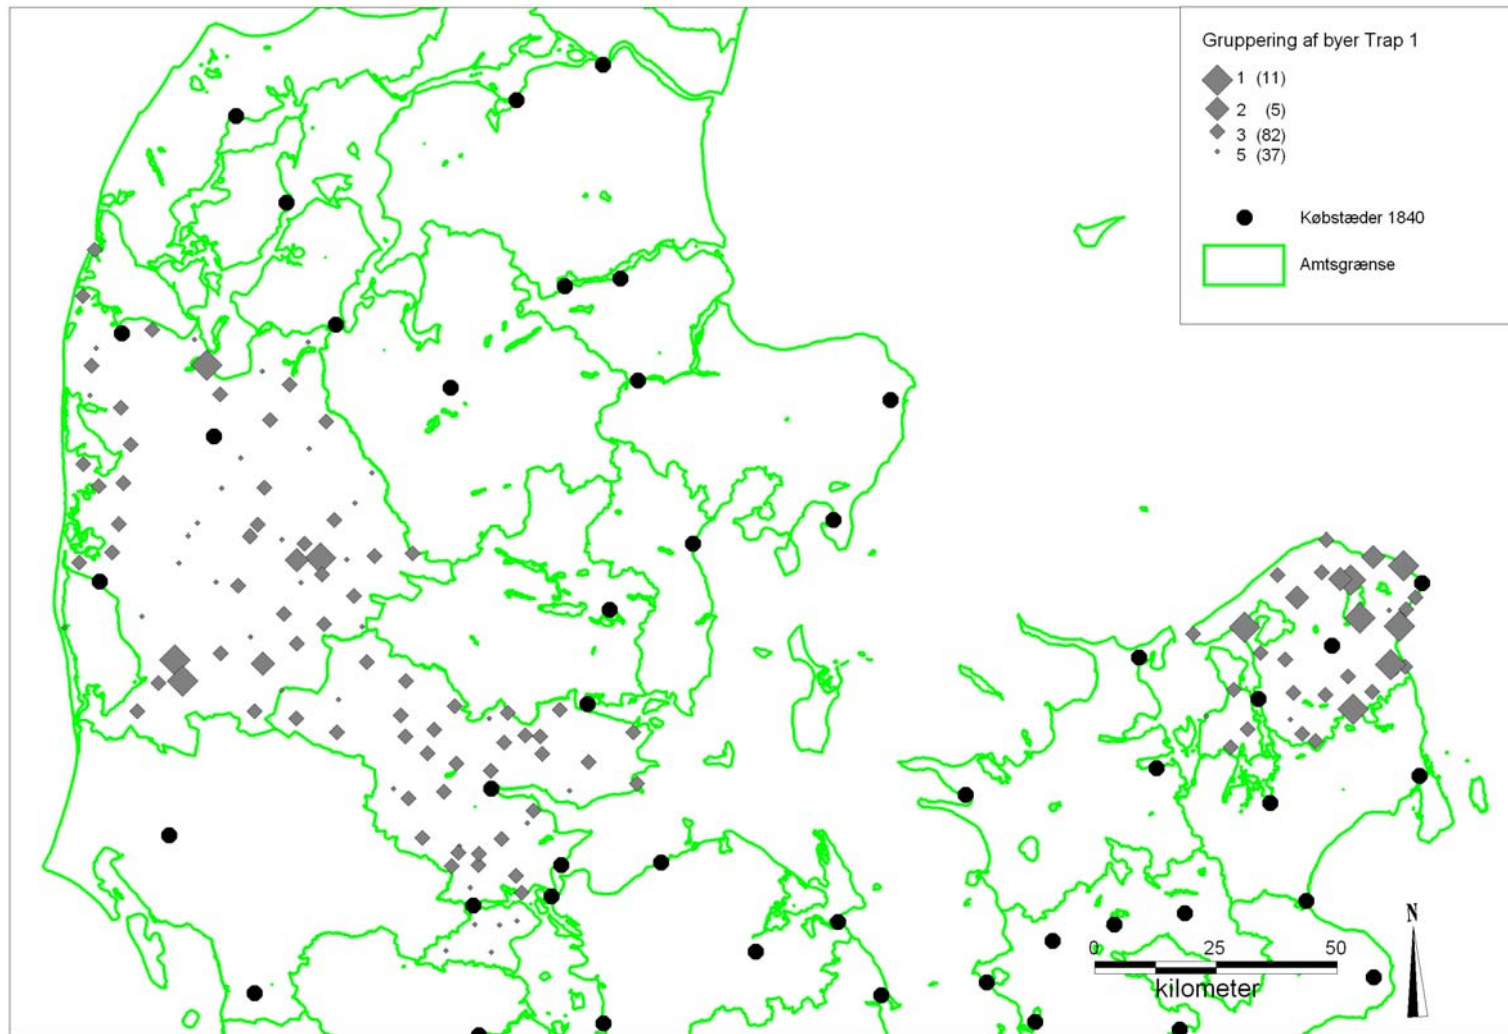 Gruppering af byer Trap 1
1 (11)
2 (5)
3 (82)
5 (37)
Købstæder 1840
Amtsgrænse
N
0 25 50
kilometer